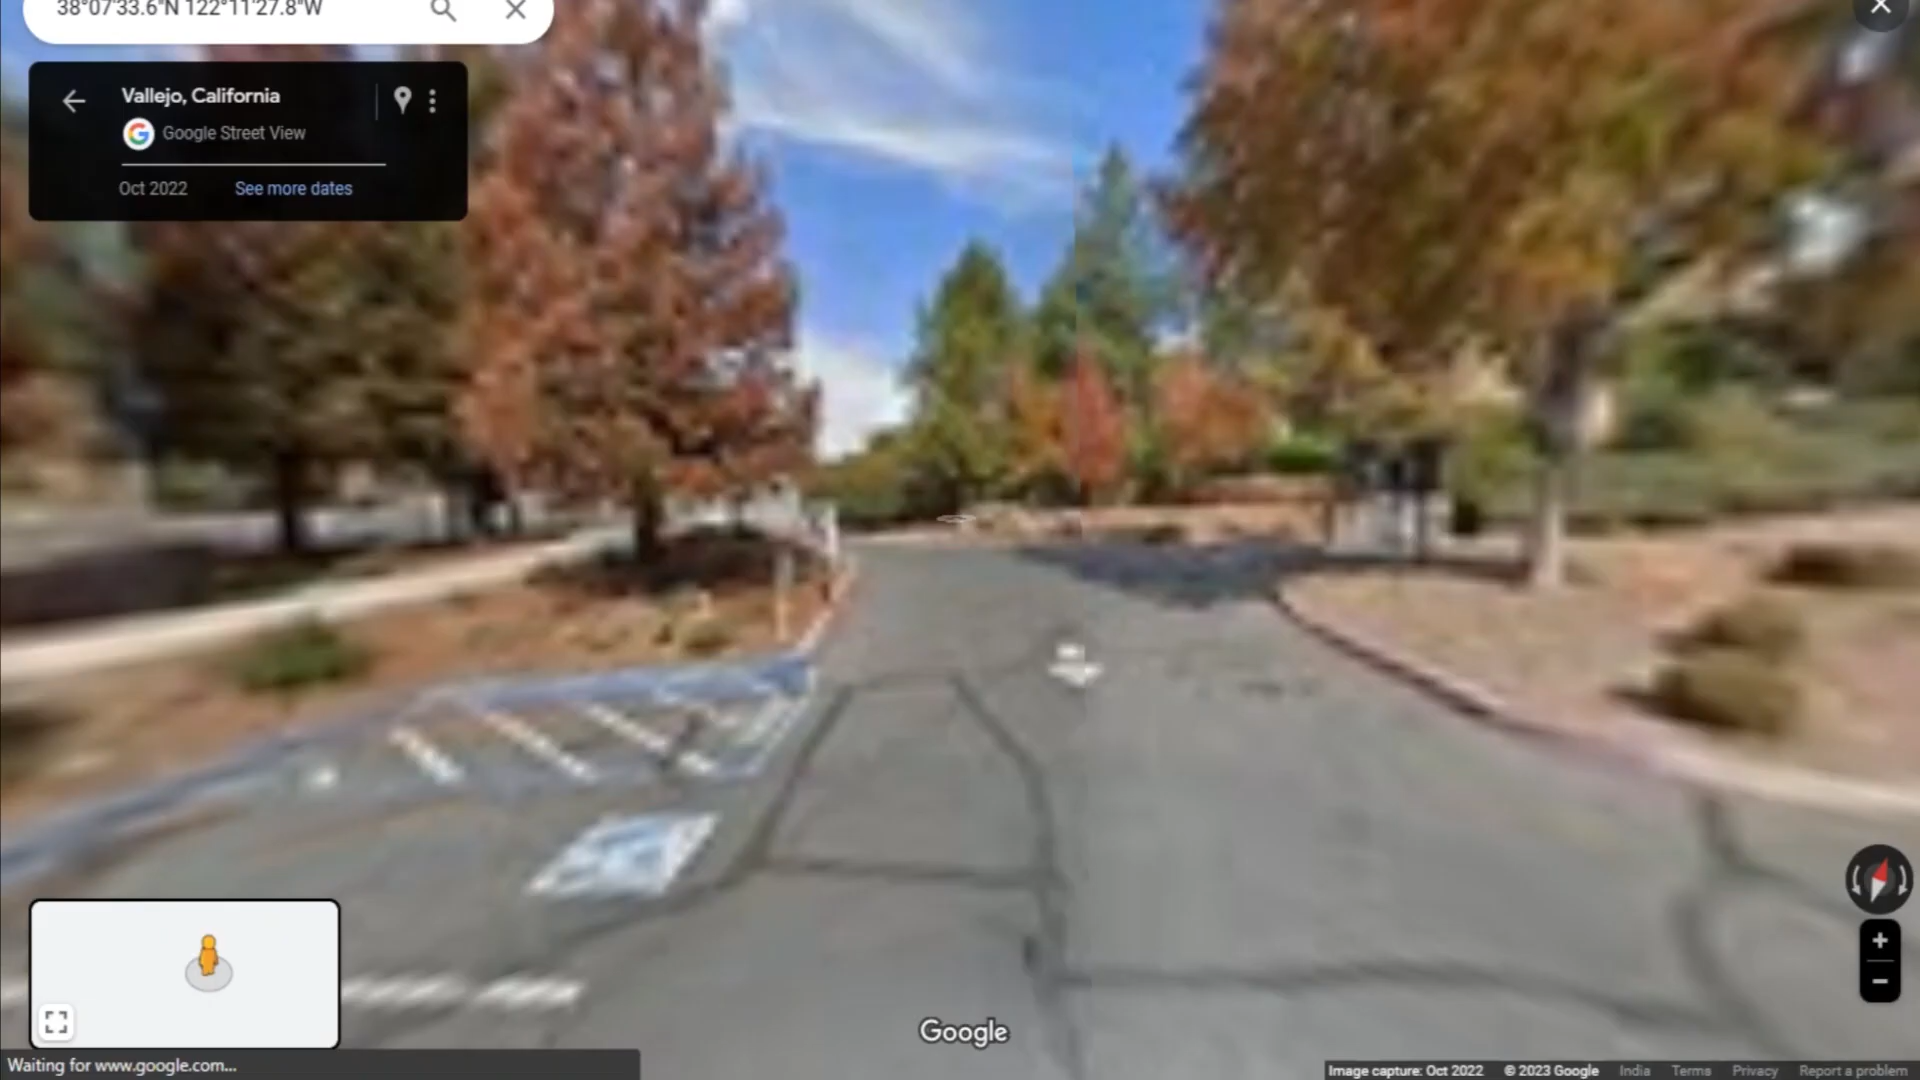 38°07'33.6"N 122°11'27.8"W
Vallejo, California
Google Street View
Oct 2022 See more dates
Google
Waiting for www.google.com...
Image capture: Oct 2022 © 2023 Google India Terms Privacy Report a problem